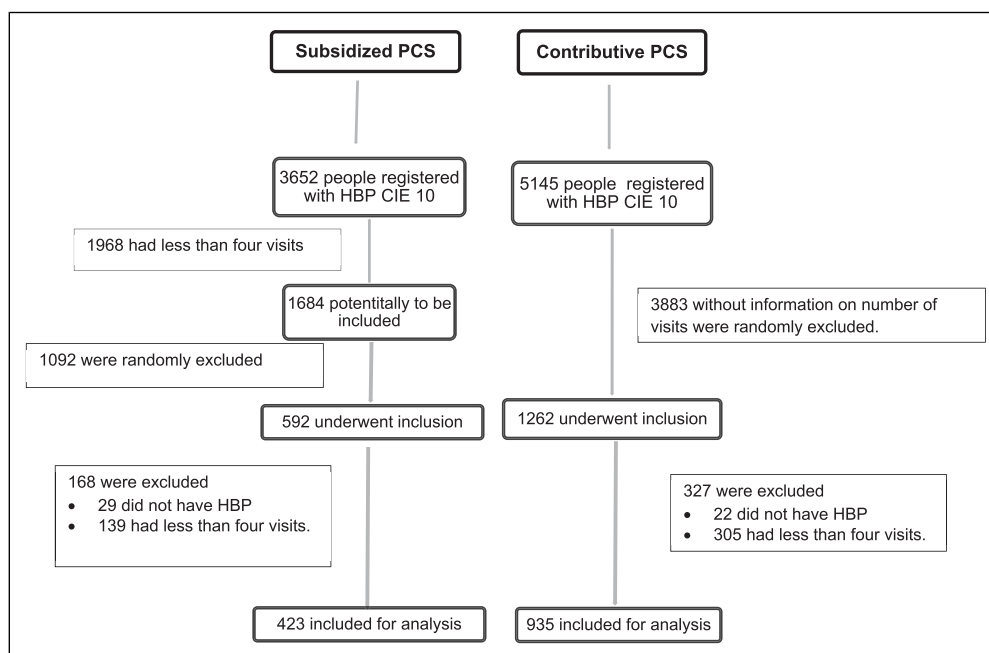 Subsidized PCS
Contributive PCS
3652 people registered
with HBP CIE 10
5145 people registered
with HBP CIE 10
1968 had less than four visits
1684 potentitally to be
included
3883 without information on number of
visits were randomly excluded.
1092 were randomly excluded
592 underwent inclusion
1262 underwent inclusion
168 were excluded
• 29 did not have HBP
• 139 had less than four visits.
327 were excluded
• 22 did not have HBP
• 305 had less than four visits.
423 included for analysis
935 included for analysis